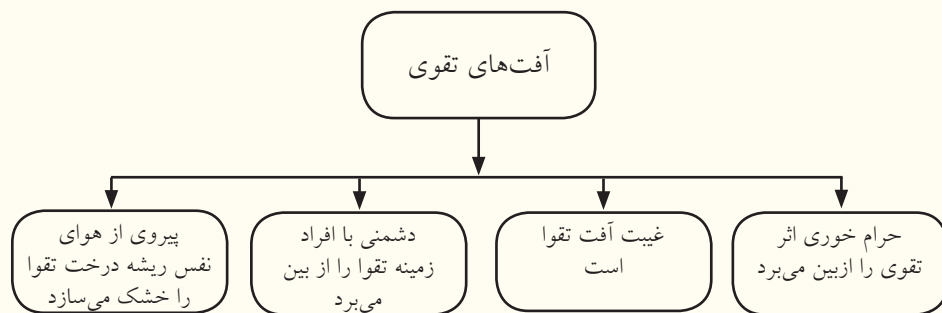 آفت‌های تقوی
حرام خوری اثر
تقوی را ازبین می‌برد
غیبت آفت تقوا
است
دشمنی با افراد
زمینه تقوا را از بین
می‌برد
پیروی از هوای
نفس ریشه درخت تقوا
را خشک می‌سازد